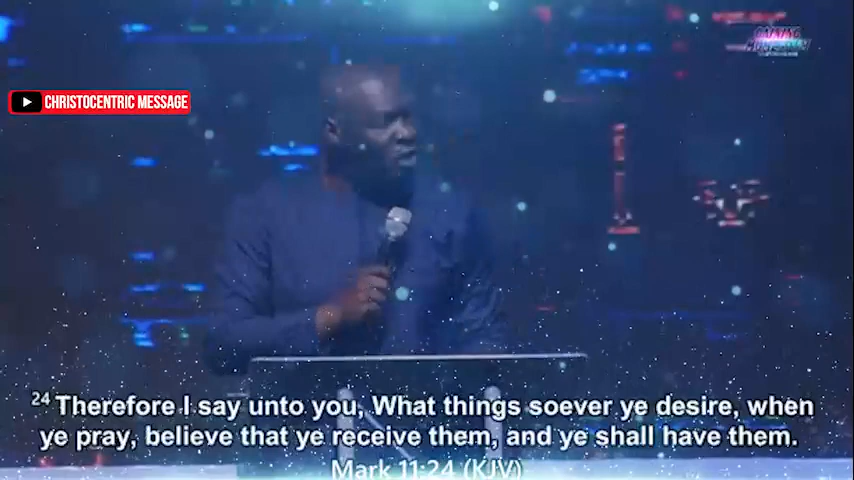 CHRISTOCENTRIC MESSAGE
24 Therefore I say unto you, What things soever ye desire, when
ye pray, believe that ye receive them, and ye shall have them.
Mark 11:24 (KJV)